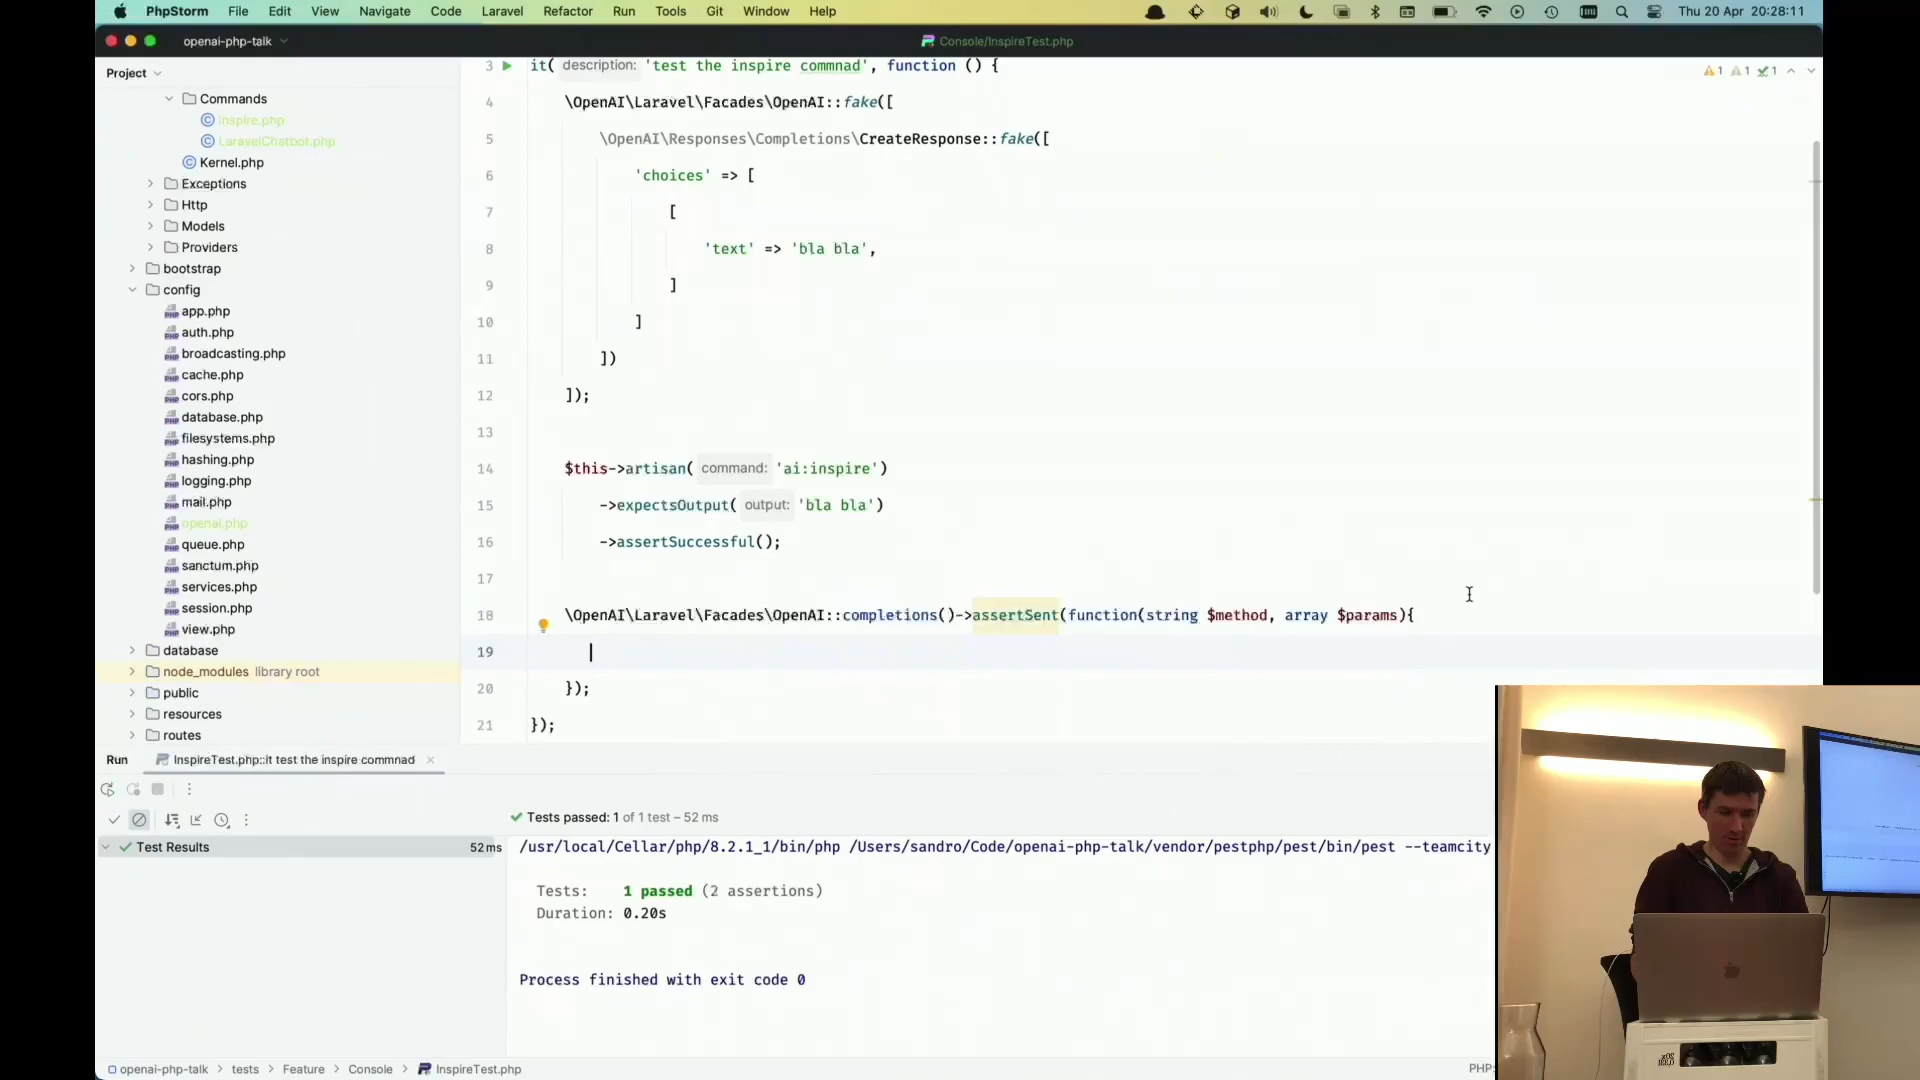 PhpStorm File Edit View Navigate Code Laravel Refactor Run Tools Git Window Help Thu 20 Apr 20:28:11
openai-php-talk Console/InspireTest.php
Project
Commands
Inspire.php
LaravelChatbot.php
Kernel.php
Exceptions
Http
Models
Providers
bootstrap
config
app.php
auth.php
broadcasting.php
cache.php
cors.php
database.php
filesystems.php
hashing.php
logging.php
mail.php
openai.php
queue.php
sanctum.php
services.php
session.php
view.php
database
node_modules library root
public
resources
routes
1 1 1
3 it( description: 'test the inspire commnad', function () {
4 \OpenAI\Laravel\Facades\OpenAI::fake([
5 \OpenAI\Responses\Completions\CreateResponse::fake([
6 'choices' => [
7 [
8 'text' => 'bla bla',
9 ]
10 ]
11 ])
12 ]);
13
14 $this->artisan( command: 'ai:inspire')
15 ->expectsOutput( output: 'bla bla')
16 ->assertSuccessful();
17
18 \OpenAI\Laravel\Facades\OpenAI::completions()->assertSent(function(string $method, array $params){
19
20 });
21 });
Run InspireTest.php::it test the inspire commnad
Tests passed: 1 of 1 test – 52 ms
Test Results 52 ms
/usr/local/Cellar/php/8.2.1_1/bin/php /Users/sandro/Code/openai-php-talk/vendor/pestphp/pest/bin/pest --teamcity
Tests: 1 passed (2 assertions)
Duration: 0.20s
Process finished with exit code 0
openai-php-talk > tests > Feature > Console > InspireTest.php PHP: